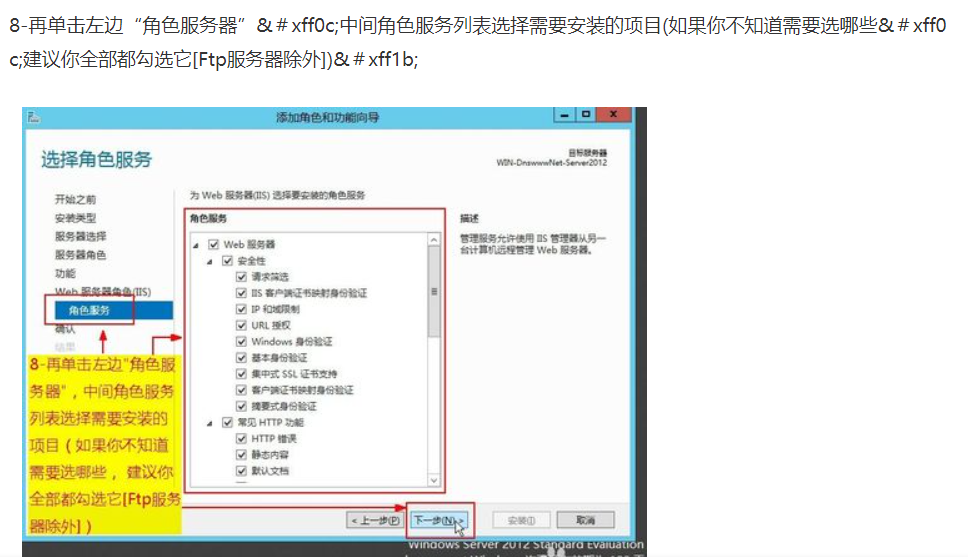 8-再单击左边“角色服务器”&＃xff0c;中间角色服务列表选择需要安装的项目(如果你不知道需要选哪些&＃xff0
c;建议你全部都勾选它[Ftp服务器除外])&＃xff1b;
添加角色和功能向导
选择角色服务
目标服务器
WIN-DnswwwNet-Server2012
开始之前
安装类型
服务器选择
服务器角色
功能
Web 服务器角色(IIS)
角色服务
确认
结果
8-再单击左边"角色服
务器"，中间角色服务
列表选择需要安装的
项目（如果你不知道
需要选哪些， 建议你
全部都勾选它[Ftp服务
器除外]）
为 Web 服务器(IIS) 选择要安装的角色服务
角色服务
Web 服务器
安全性
请求筛选
IIS 客户端证书映射身份验证
IP 和域限制
URL 授权
Windows 身份验证
基本身份验证
集中式 SSL 证书支持
客户端证书映射身份验证
摘要式身份验证
常见 HTTP 功能
HTTP 错误
静态内容
默认文档
描述
管理服务允许使用 IIS 管理器从另一
台计算机远程管理 Web 服务器。
< 上一步(P)
下一步(N) >
安装(I)
取消
Windows Server 2012 Standard Evaluation